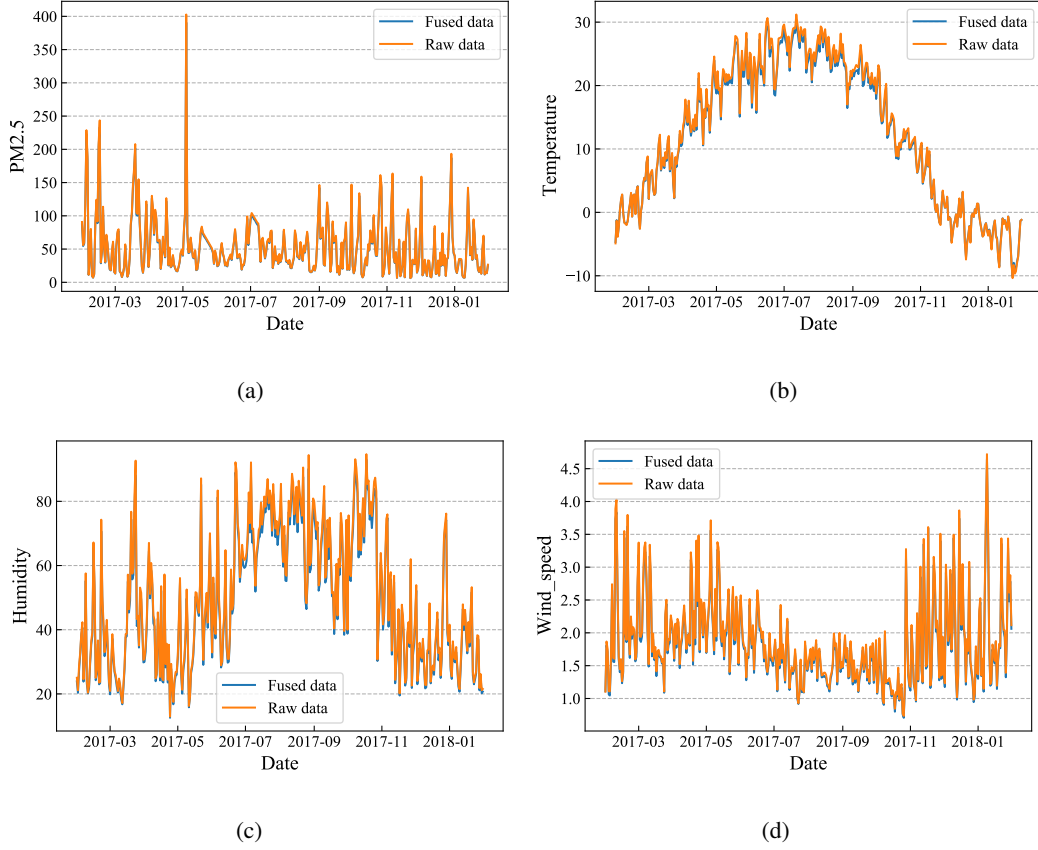 400
350
300
250
200
150
100
50
0
PM2.5
Fused data
Raw data
2017-03 2017-05 2017-07 2017-09 2017-11 2018-01
Date
(a)
30
20
10
0
−10
Temperature
Fused data
Raw data
2017-03 2017-05 2017-07 2017-09 2017-11 2018-01
Date
(b)
80
60
40
20
Humidity
Fused data
Raw data
2017-03 2017-05 2017-07 2017-09 2017-11 2018-01
Date
(c)
4.5
4.0
3.5
3.0
2.5
2.0
1.5
1.0
Wind_speed
Fused data
Raw data
2017-03 2017-05 2017-07 2017-09 2017-11 2018-01
Date
(d)